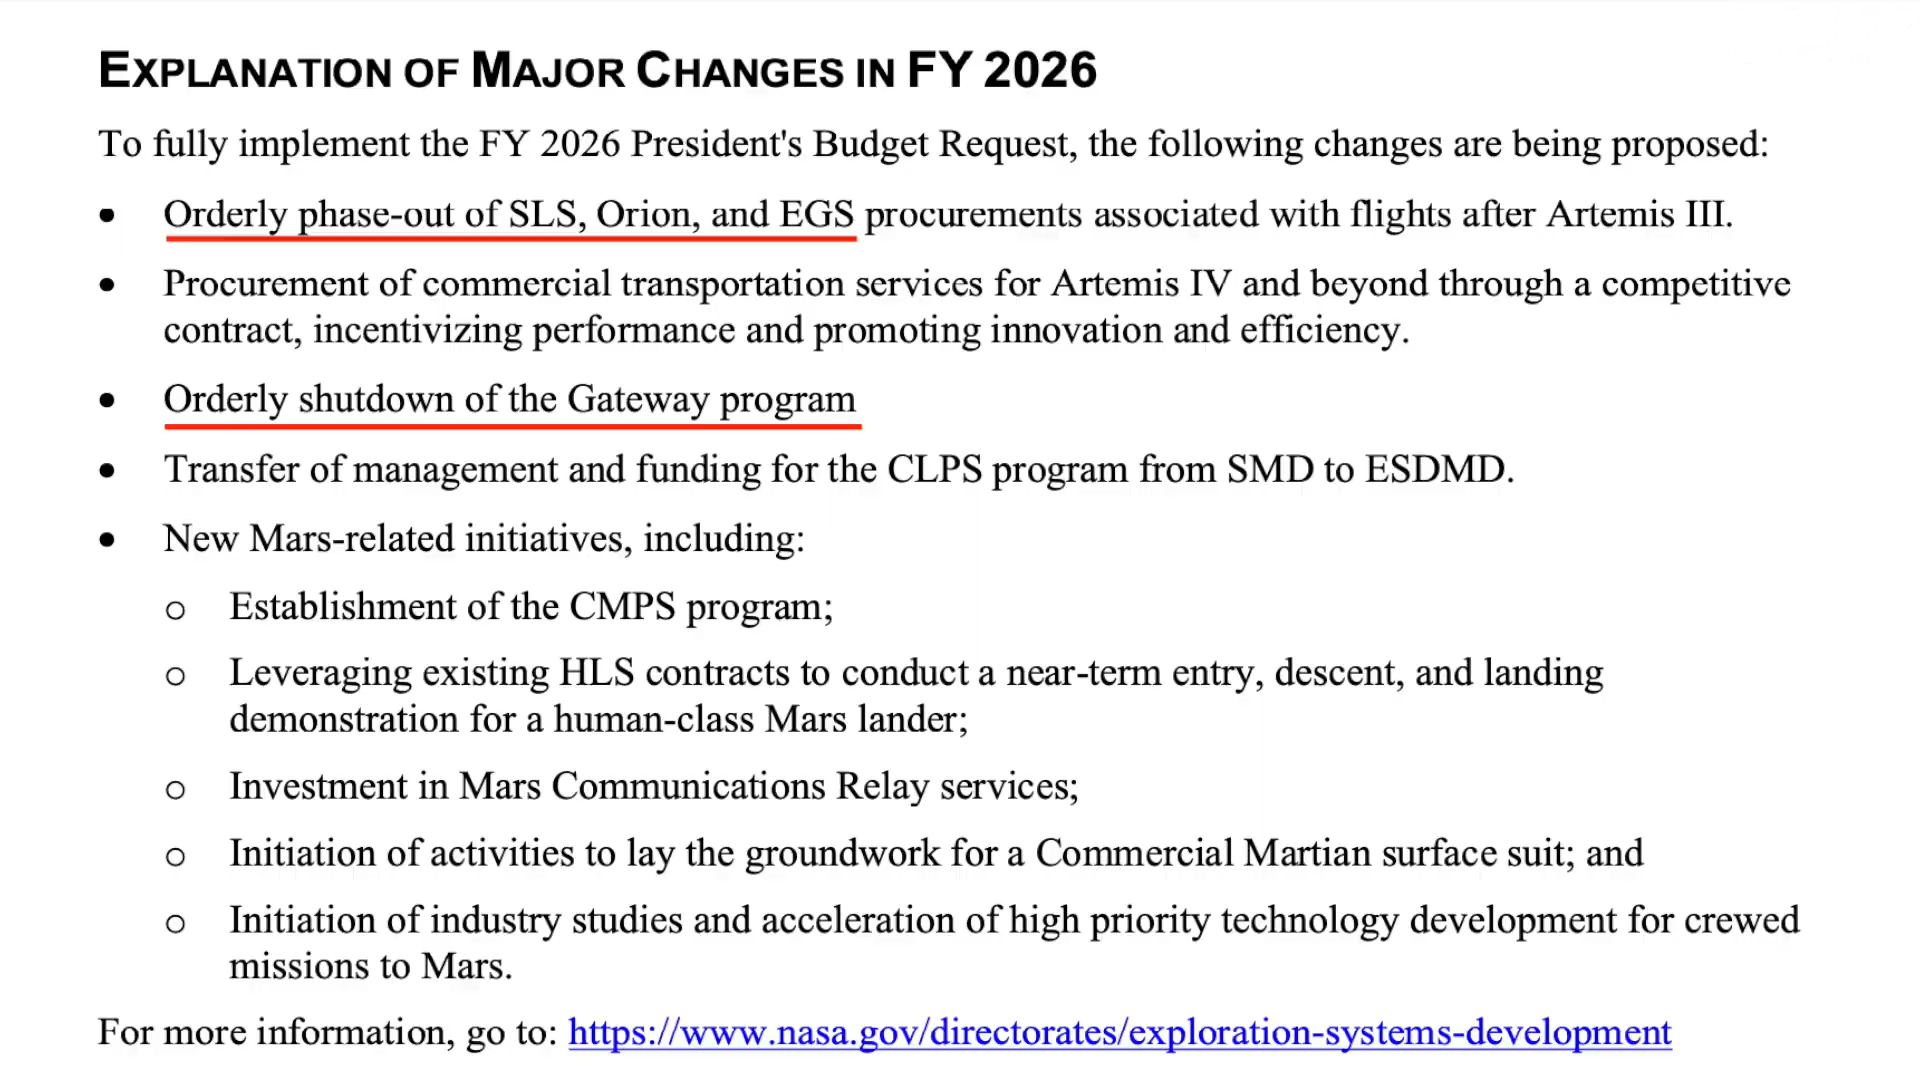 EXPLANATION OF MAJOR CHANGES IN FY 2026
To fully implement the FY 2026 President's Budget Request, the following changes are being proposed:
• Orderly phase-out of SLS, Orion, and EGS procurements associated with flights after Artemis III.
• Procurement of commercial transportation services for Artemis IV and beyond through a competitive
contract, incentivizing performance and promoting innovation and efficiency.
• Orderly shutdown of the Gateway program
• Transfer of management and funding for the CLPS program from SMD to ESDMD.
• New Mars-related initiatives, including:
o Establishment of the CMPS program;
o Leveraging existing HLS contracts to conduct a near-term entry, descent, and landing
demonstration for a human-class Mars lander;
o Investment in Mars Communications Relay services;
o Initiation of activities to lay the groundwork for a Commercial Martian surface suit; and
o Initiation of industry studies and acceleration of high priority technology development for crewed
missions to Mars.
For more information, go to: https://www.nasa.gov/directorates/exploration-systems-development